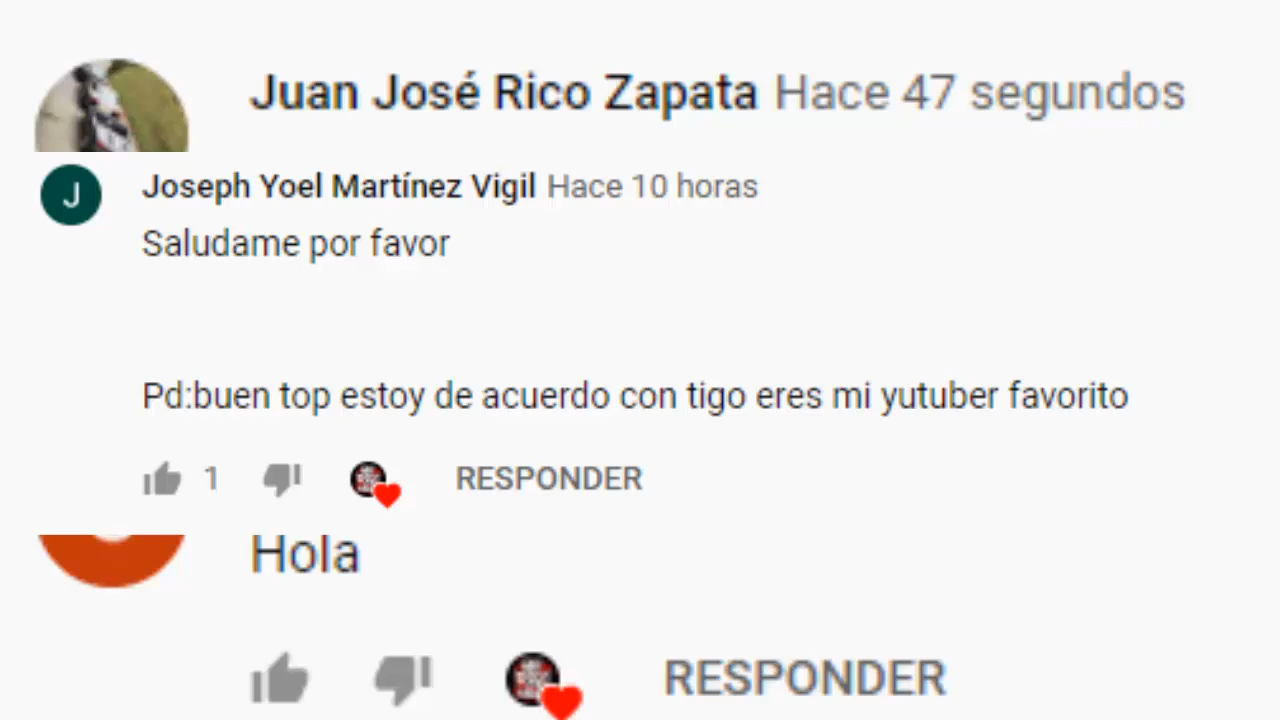 Juan José Rico Zapata Hace 47 segundos
J
Joseph Yoel Martínez Vigil Hace 10 horas
Saludame por favor
Pd:buen top estoy de acuerdo con tigo eres mi yutuber favorito
1
RESPONDER
Hola
RESPONDER